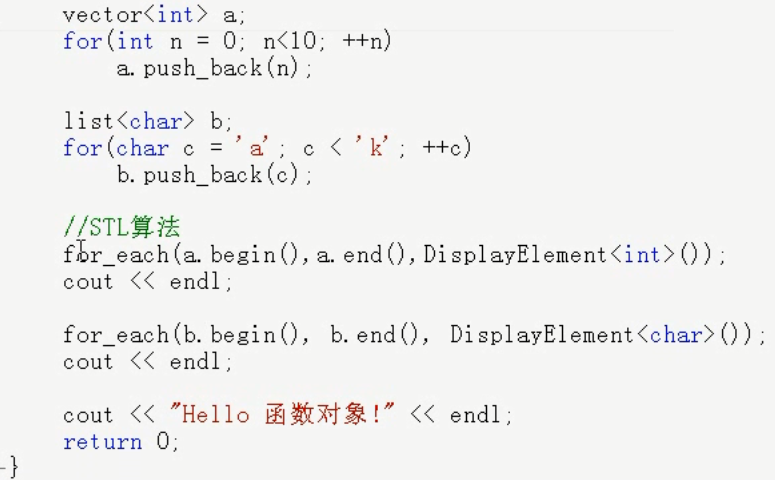 vector<int> a;
for(int n = 0; n<10; ++n)
a.push_back(n);
list<char> b;
for(char c = 'a'; c < 'k'; ++c)
b.push_back(c);
//STL算法
for_each(a.begin(),a.end(),DisplayElement<int>());
cout << endl;
for_each(b.begin(), b.end(), DisplayElement<char>());
cout << endl;
cout << "Hello 函数对象!" << endl;
return 0;
}